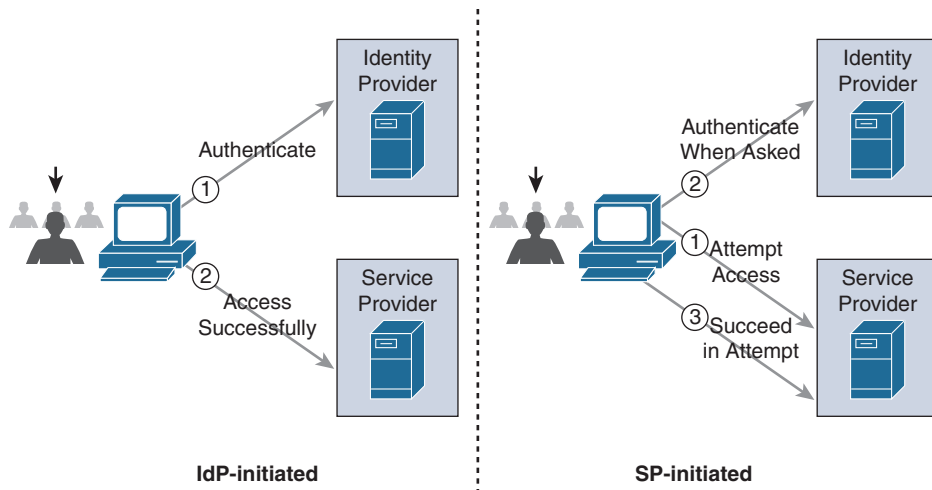 Identity
Provider
Authenticate
1
2
Access
Successfully
Service
Provider
IdP-initiated
Identity
Provider
Authenticate
When Asked
2
1
Attempt
Access
3
Succeed
in Attempt
Service
Provider
SP-initiated